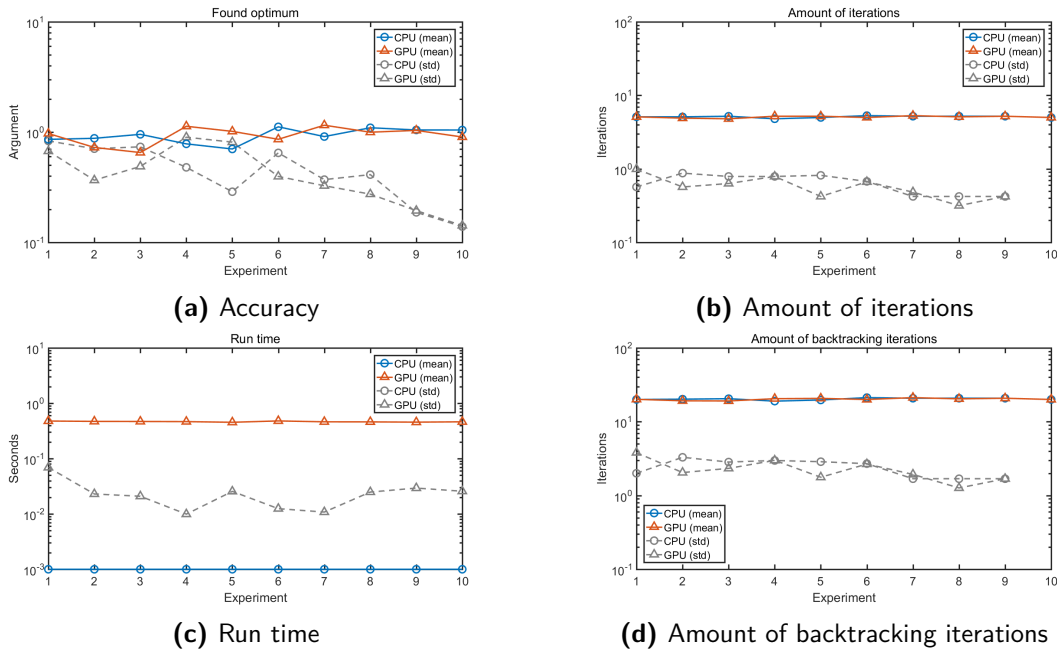 Found optimum
10^1
10^0
10^-1
Argument
CPU (mean)
GPU (mean)
CPU (std)
GPU (std)
1 2 3 4 5 6 7 8 9 10
Experiment
(a) Accuracy
Amount of iterations
10^2
10^1
10^0
10^-1
Iterations
CPU (mean)
GPU (mean)
CPU (std)
GPU (std)
1 2 3 4 5 6 7 8 9 10
Experiment
(b) Amount of iterations
Run time
10^1
10^0
10^-1
10^-2
10^-3
Seconds
CPU (mean)
GPU (mean)
CPU (std)
GPU (std)
1 2 3 4 5 6 7 8 9 10
Experiment
(c) Run time
Amount of backtracking iterations
10^2
10^1
10^0
10^-1
Iterations
CPU (mean)
GPU (mean)
CPU (std)
GPU (std)
1 2 3 4 5 6 7 8 9 10
Experiment
(d) Amount of backtracking iterations